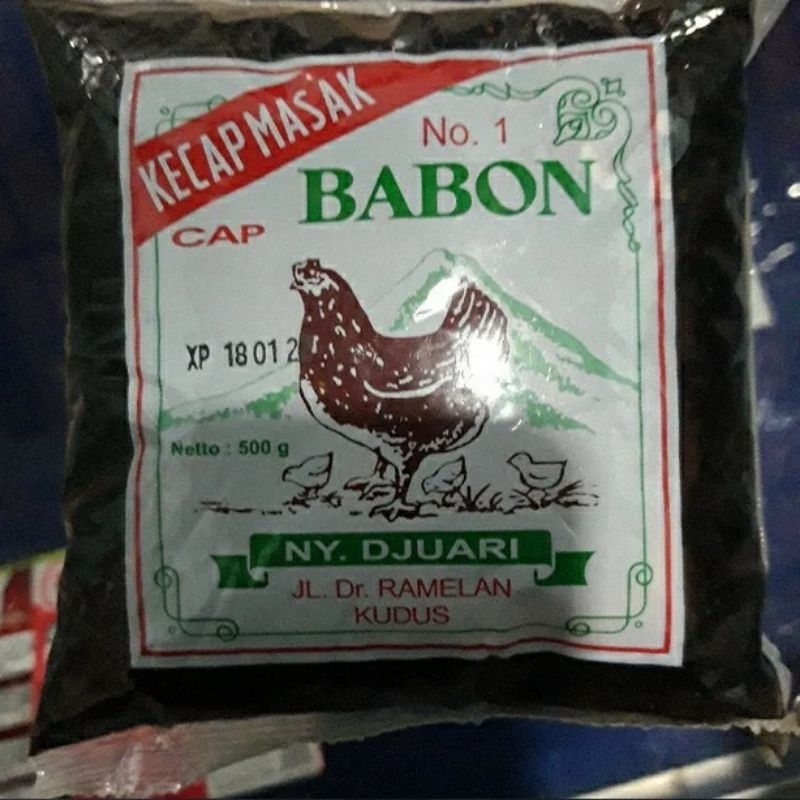 KECAP MASAK
No. 1
BABON
CAP
XP 18 01 2
Netto : 500 g
NY. DJUARI
JL. Dr. RAMELAN
KUDUS